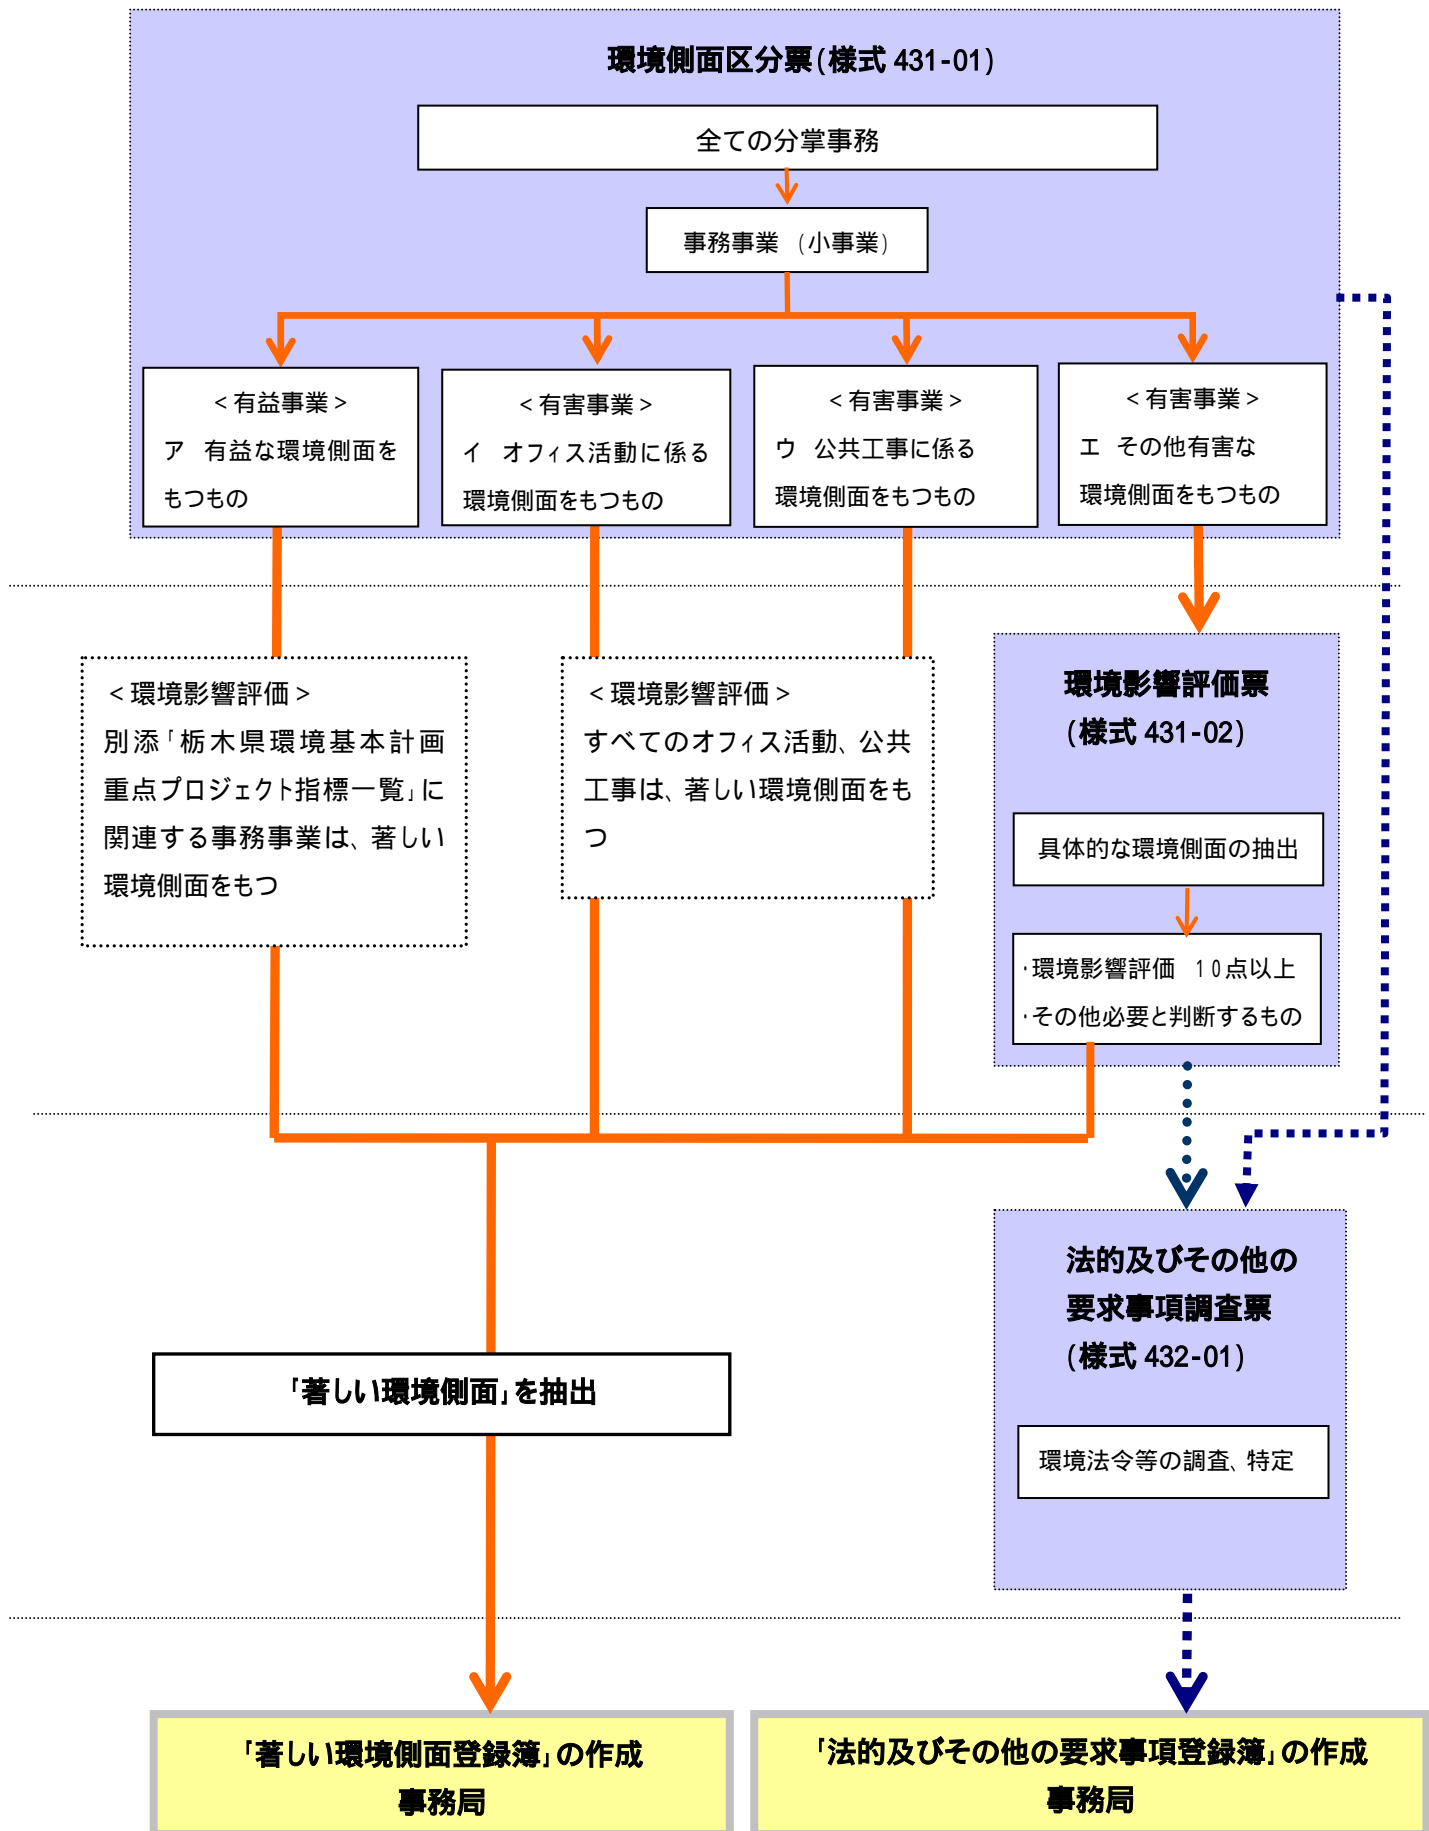 環境側面区分票(様式 431-01)
全ての分掌事務
事務事業 (小事業)
<有益事業>
ア 有益な環境側面を
もつもの
<有害事業>
イ オフィス活動に係る
環境側面をもつもの
<有害事業>
ウ 公共工事に係る
環境側面をもつもの
<有害事業>
エ その他有害な
環境側面をもつもの
<環境影響評価>
別添「栃木県環境基本計画
重点プロジェクト指標一覧」に
関連する事務事業は、著しい
環境側面をもつ
<環境影響評価>
すべてのオフィス活動、公共
工事は、著しい環境側面をも
つ
環境影響評価票
(様式 431-02)
具体的な環境側面の抽出
・環境影響評価 10点以上
・その他必要と判断するもの
法的及びその他の
要求事項調査票
(様式 432-01)
環境法令等の調査、特定
「著しい環境側面」を抽出
「著しい環境側面登録簿」の作成
事務局
「法的及びその他の要求事項登録簿」の作成
事務局